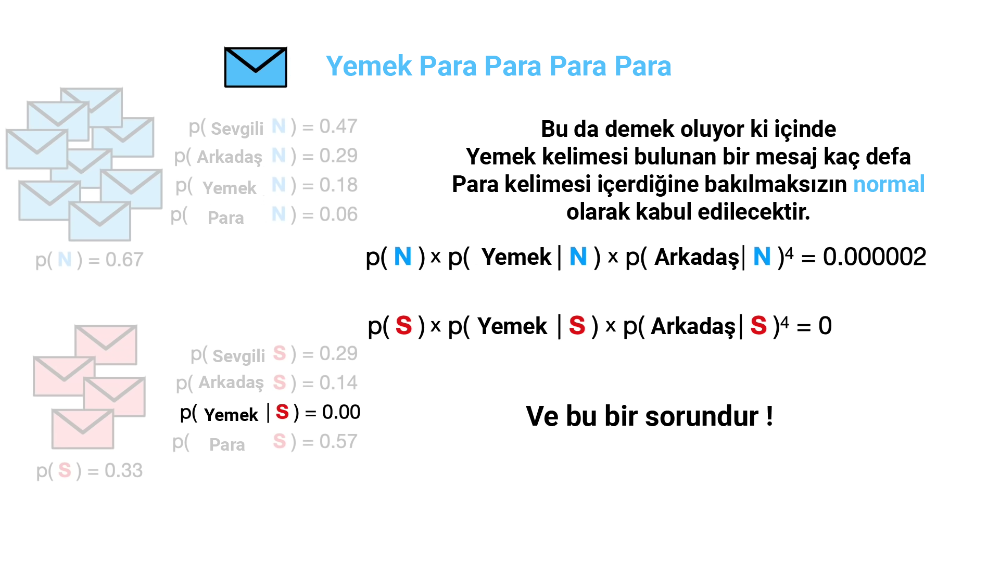 Yemek Para Para Para Para
p( Sevgili N ) = 0.47
p( Arkadaş N ) = 0.29
p( Yemek N ) = 0.18
p( Para N ) = 0.06
p( N ) = 0.67
Bu da demek oluyor ki içinde
Yemek kelimesi bulunan bir mesaj kaç defa
Para kelimesi içerdiğine bakılmaksızın normal
olarak kabul edilecektir.
p( N ) x p( Yemek | N ) x p( Arkadaş | N )⁴ = 0.000002
p( S ) x p( Yemek | S ) x p( Arkadaş | S )⁴ = 0
p( Sevgili S ) = 0.29
p( Arkadaş S ) = 0.14
p( Yemek | S ) = 0.00
p( Para S ) = 0.57
p( S ) = 0.33
Ve bu bir sorundur !